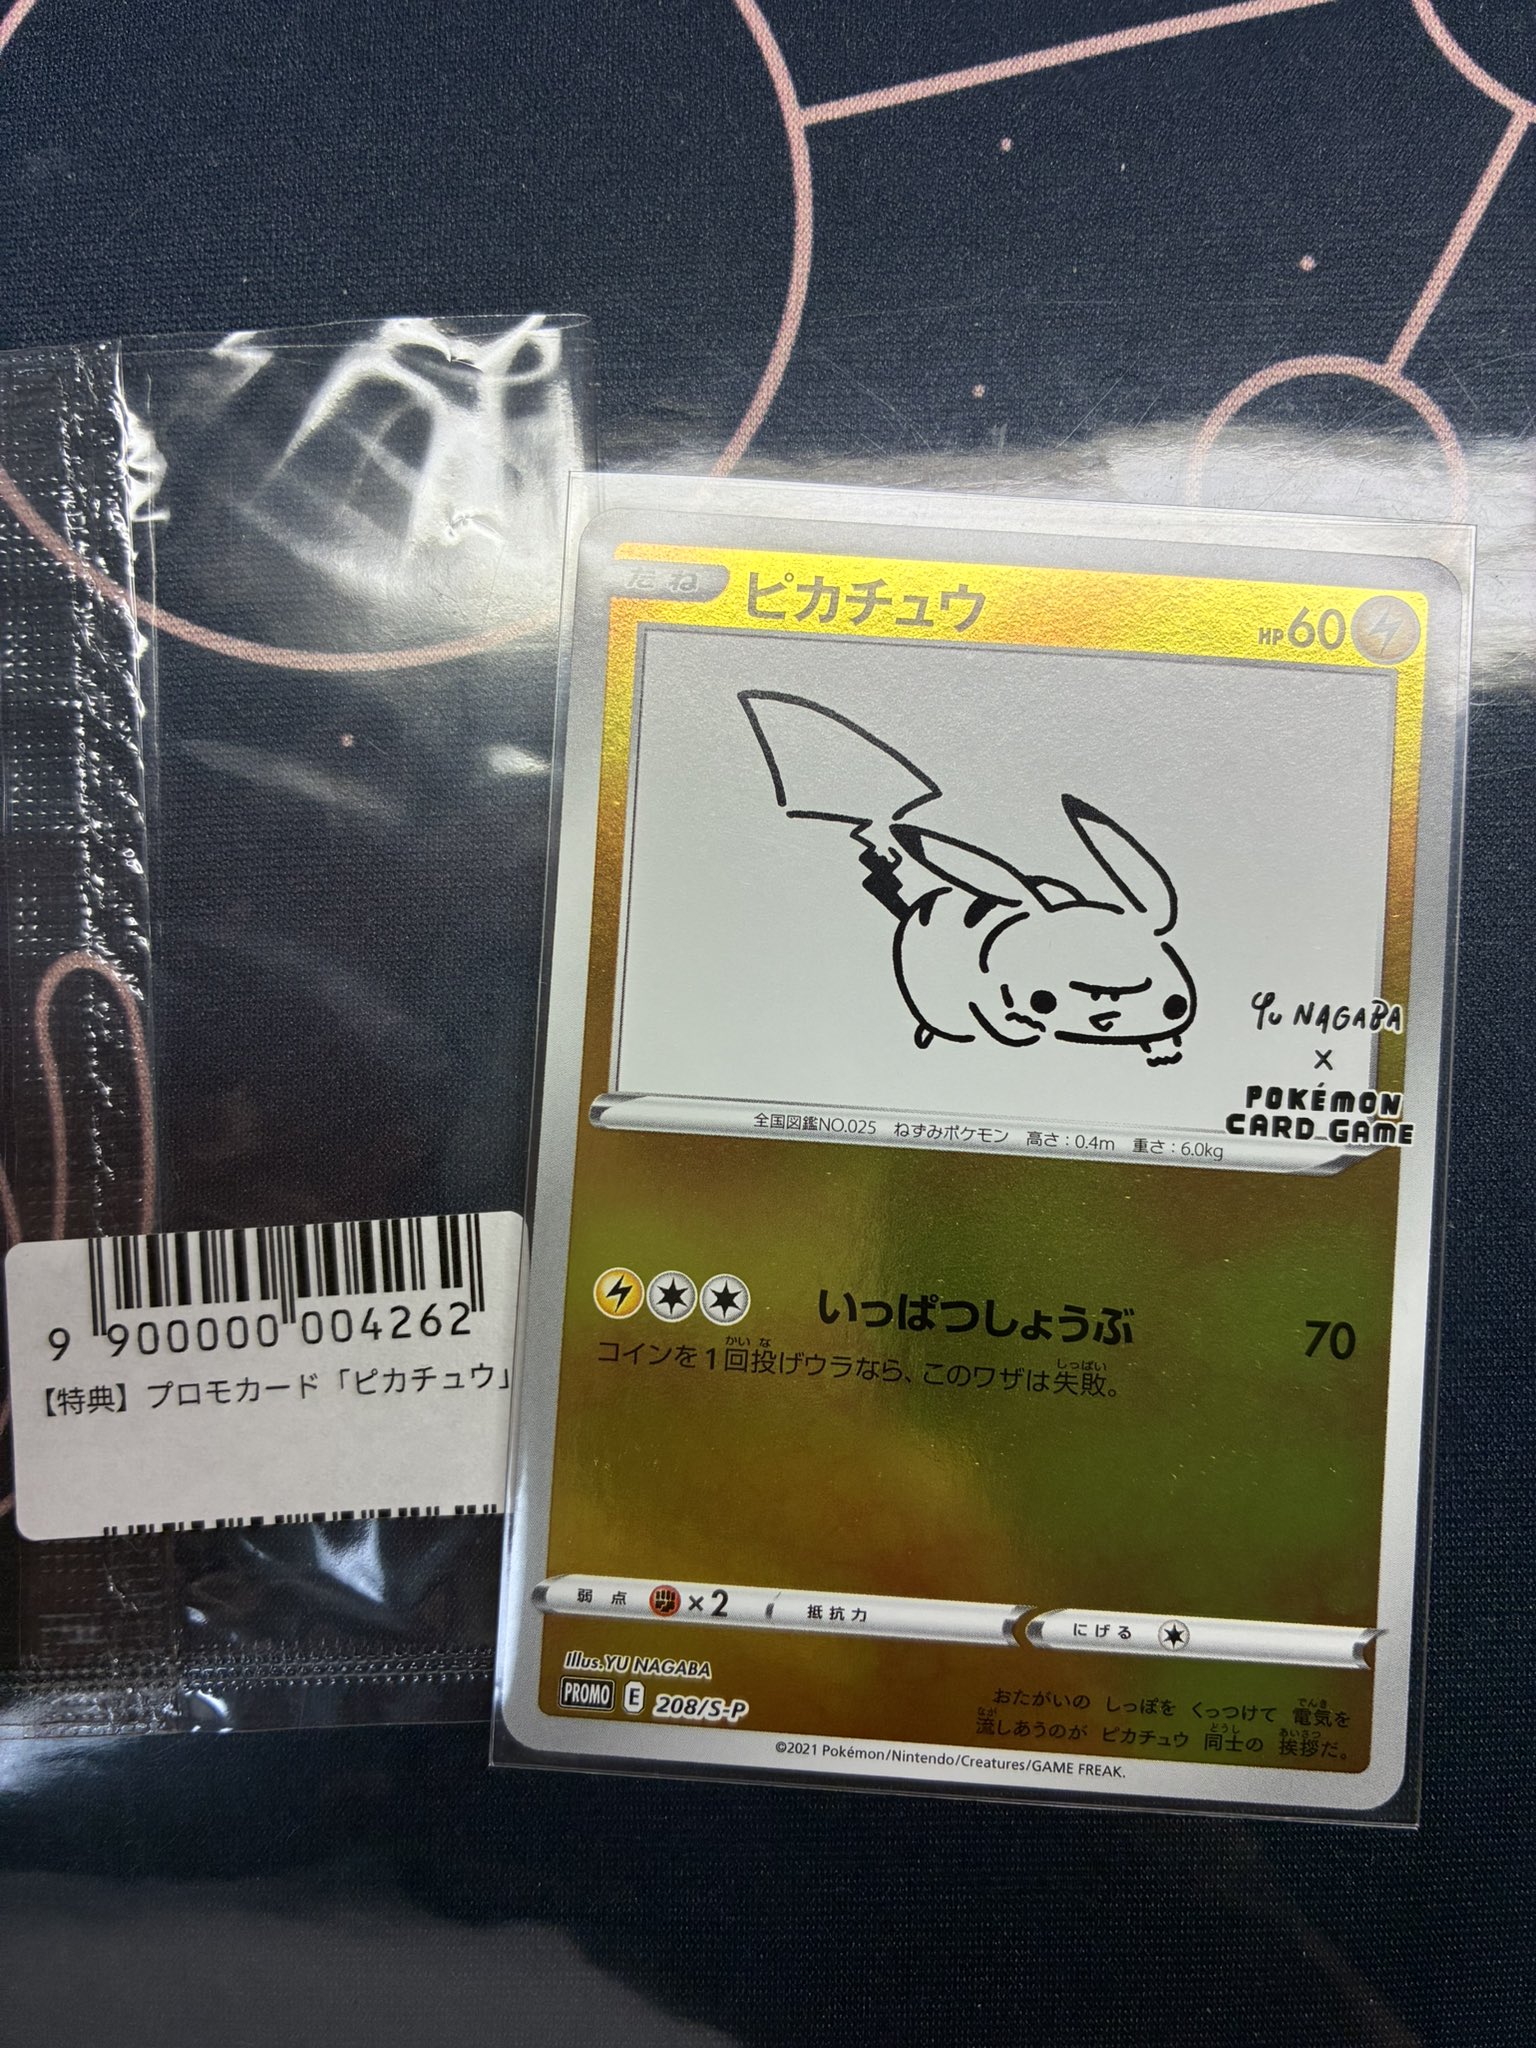 たね
ピカチュウ
HP60
Yu NAGABA
×
POKÉMON
CARD GAME
全国図鑑NO.025 ねずみポケモン 高さ:0.4m 重さ:6.0kg
いっぱつしょうぶ 70
コインを1回投げウラなら、このワザは失敗。
弱点 ×2 抵抗力 にげる
Illus.YU NAGABA
PROMO E 208/S-P
おたがいの しっぽを くっつけて 電気を
流しあうのが ピカチュウ 同士の 挨拶だ。
©2021 Pokémon/Nintendo/Creatures/GAME FREAK.
9 900000 004262
【特典】プロモカード「ピカチュウ」